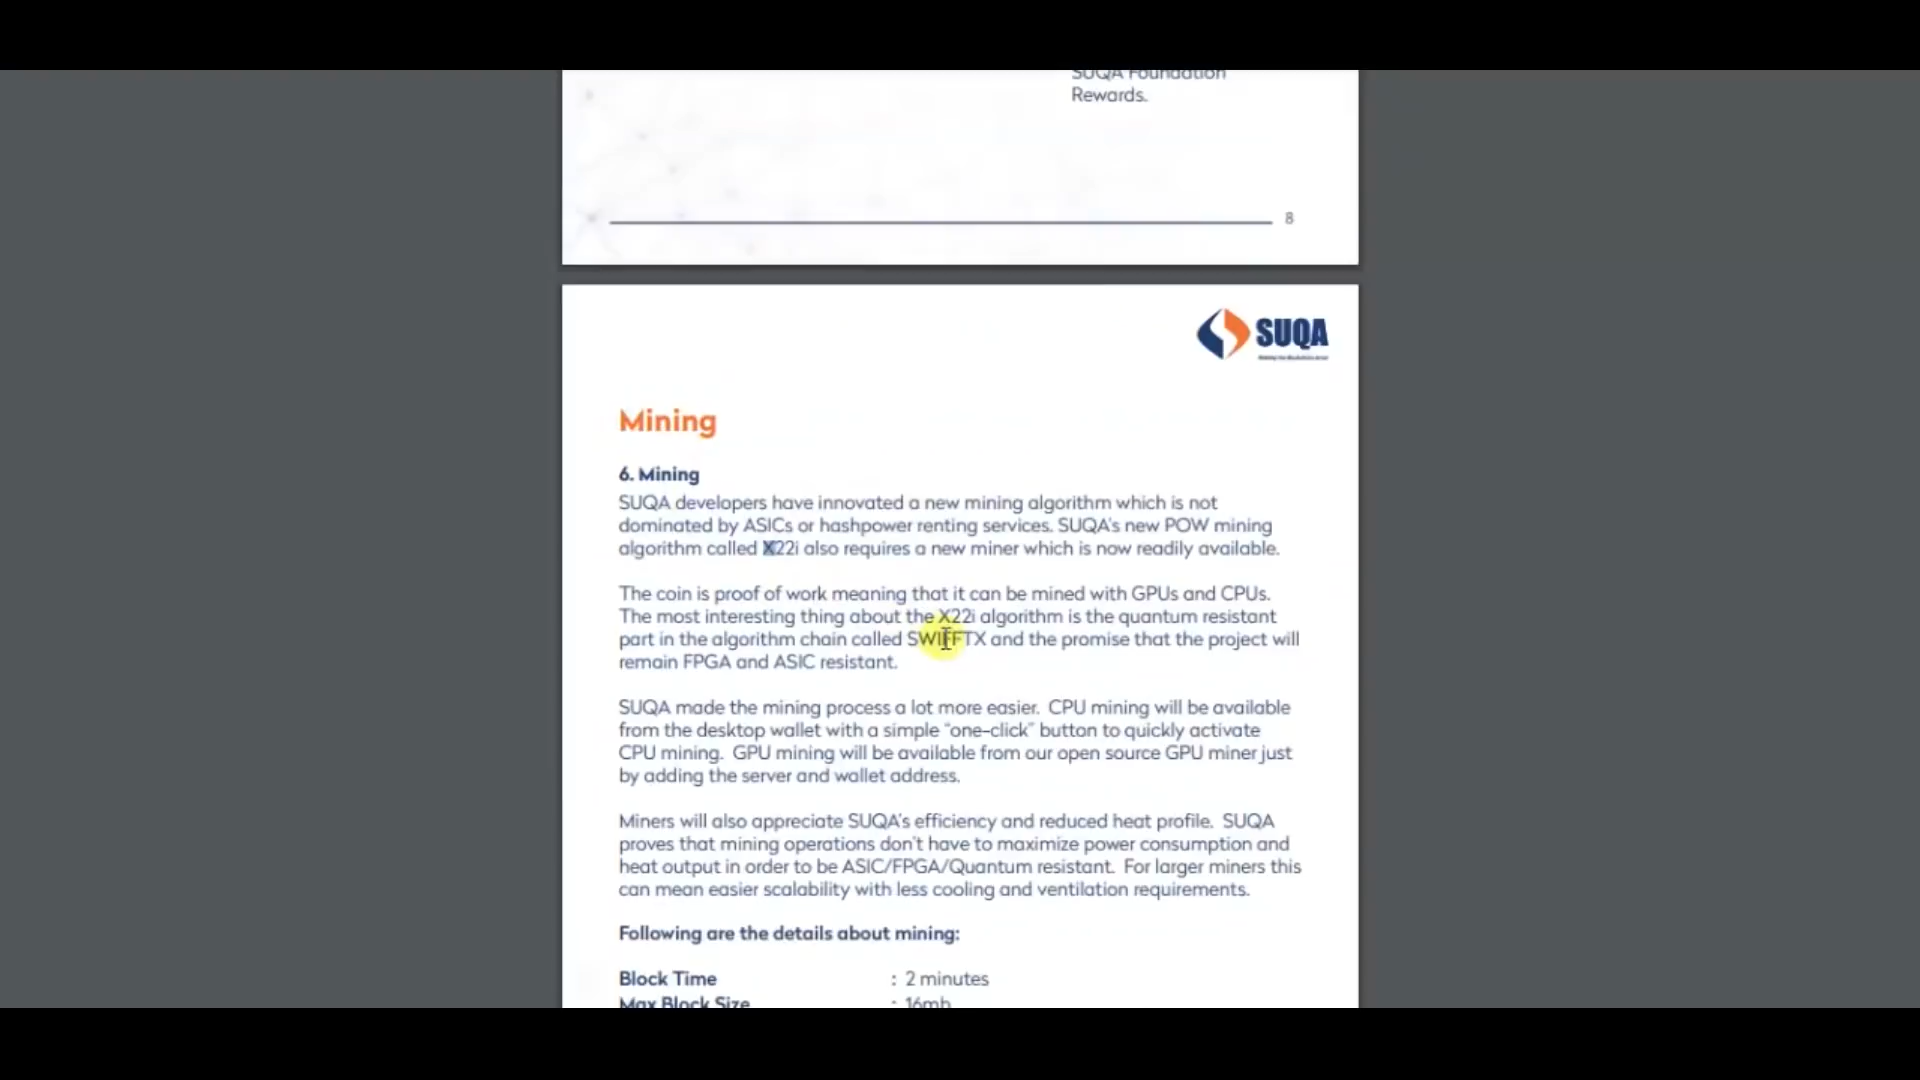 SUQA Foundation
Rewards.
8
SUQA
Mining
6. Mining
SUQA developers have innovated a new mining algorithm which is not
dominated by ASICs or hashpower renting services. SUQA's new POW mining
algorithm called X22i also requires a new miner which is now readily available.
The coin is proof of work meaning that it can be mined with GPUs and CPUs.
The most interesting thing about the X22i algorithm is the quantum resistant
part in the algorithm chain called SWIFFTX and the promise that the project will
remain FPGA and ASIC resistant.
SUQA made the mining process a lot more easier. CPU mining will be available
from the desktop wallet with a simple "one-click" button to quickly activate
CPU mining. GPU mining will be available from our open source GPU miner just
by adding the server and wallet address.
Miners will also appreciate SUQA's efficiency and reduced heat profile. SUQA
proves that mining operations don't have to maximize power consumption and
heat output in order to be ASIC/FPGA/Quantum resistant. For larger miners this
can mean easier scalability with less cooling and ventilation requirements.
Following are the details about mining:
Block Time : 2 minutes
Max Block Size : 16mb